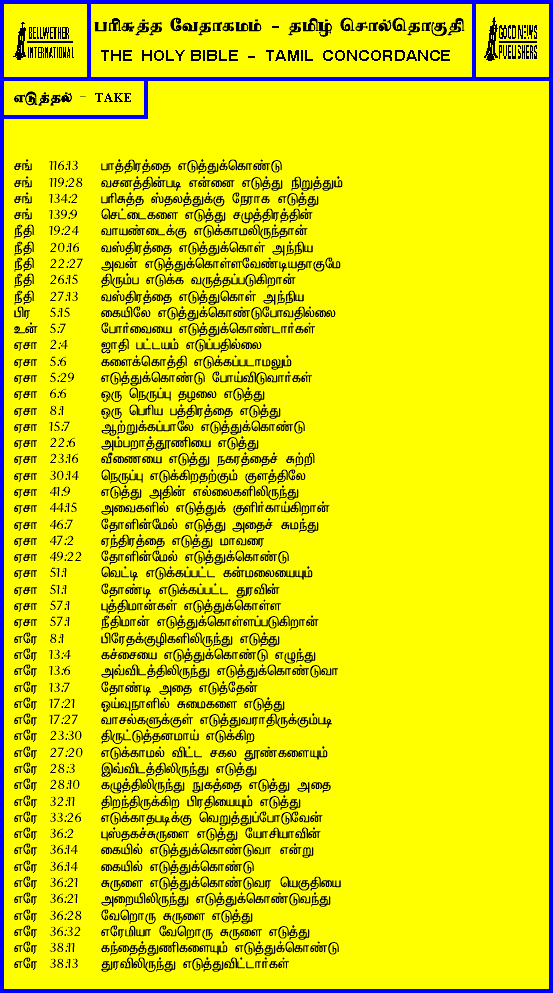 BELLWETHER
INTERNATIONAL
பரிசுத்த வேதாகமம் - தமிழ் சொல்தொகுதி
THE HOLY BIBLE - TAMIL CONCORDANCE
GOOD NEWS
PUBLISHERS
எடுத்தல் - TAKE
சங் 116:13 பாத்திரத்தை எடுத்துக்கொண்டு
சங் 119:28 வசனத்தின்படி என்னை எடுத்து நிறுத்தும்
சங் 134:2 பரிசுத்த ஸ்தலத்துக்கு நேராக எடுத்து
சங் 139:9 செட்டைகளை எடுத்து சமுத்திரத்தின்
நீதி 19:24 வாயண்டைக்கு எடுக்காமலிருந்தான்
நீதி 20:16 வஸ்திரத்தை எடுத்துக்கொள் அந்நிய
நீதி 22:27 அவன் எடுத்துக்கொள்ளவேண்டியதாகுமே
நீதி 26:15 திரும்ப எடுக்க வருத்தப்படுகிறான்
நீதி 27:13 வஸ்திரத்தை எடுத்துகொள் அந்நிய
பிர 5:15 கையிலே எடுத்துக்கொண்டுபோவதில்லை
உன் 5:7 போர்வையை எடுத்துக்கொண்டார்கள்
ஏசா 2:4 ஜாதி பட்டயம் எடுப்பதில்லை
ஏசா 5:6 களைக்கொத்தி எடுக்கப்படாமலும்
ஏசா 5:29 எடுத்துக்கொண்டு போய்விடுவார்கள்
ஏசா 6:6 ஒரு நெருப்பு தழலை எடுத்து
ஏசா 8:1 ஒரு பெரிய பத்திரத்தை எடுத்து
ஏசா 15:7 ஆற்றுக்கப்பாலே எடுத்துக்கொண்டு
ஏசா 22:6 அம்பறாத்தூணியை எடுத்து
ஏசா 23:16 வீணையை எடுத்து நகரத்தைச் சுற்றி
ஏசா 30:14 நெருப்பு எடுக்கிறதற்கும் குளத்திலே
ஏசா 41:9 எடுத்து அதின் எல்லைகளிலிருந்து
ஏசா 44:15 அவைகளில் எடுத்துக் குளிர்காய்கிறான்
ஏசா 46:7 தோளின்மேல் எடுத்து அதைச் சுமந்து
ஏசா 47:2 ஏந்திரத்தை எடுத்து மாவரை
ஏசா 49:22 தோளின்மேல் எடுத்துக்கொண்டு
ஏசா 51:1 வெட்டி எடுக்கப்பட்ட கன்மலையையும்
ஏசா 51:1 தோண்டி எடுக்கப்பட்ட துரவின்
ஏசா 57:1 புத்திமான்கள் எடுத்துக்கொள்ள
ஏசா 57:1 நீதிமான் எடுத்துக்கொள்ளப்படுகிறான்
எரே 8:1 பிரேதக்குழிகளிலிருந்து எடுத்து
எரே 13:4 கச்சையை எடுத்துக்கொண்டு எழுந்து
எரே 13:6 அவ்விடத்திலிருந்து எடுத்துக்கொண்டுவா
எரே 13:7 தோண்டி அதை எடுத்தேன்
எரே 17:21 ஓய்வுநாளில் சுமைகளை எடுத்து
எரே 17:27 வாசல்களுக்குள் எடுத்துவராதிருக்கும்படி
எரே 23:30 திருட்டுத்தனமாய் எடுக்கிற
எரே 27:20 எடுக்காமல் விட்ட சகல தூண்களையும்
எரே 28:3 இவ்விடத்திலிருந்து எடுத்து
எரே 28:10 கழுத்திலிருந்து நுகத்தை எடுத்து அதை
எரே 32:11 திறந்திருக்கிற பிரதியையும் எடுத்து
எரே 33:26 எடுக்காதபடிக்கு வெறுத்துப்போடுவேன்
எரே 36:2 புஸ்தகச்சுருளை எடுத்து யோசியாவின்
எரே 36:14 கையில் எடுத்துக்கொண்டுவா என்று
எரே 36:14 கையில் எடுத்துக்கொண்டு
எரே 36:21 சுருளை எடுத்துக்கொண்டுவர யெகுதியை
எரே 36:21 அறையிலிருந்து எடுத்துக்கொண்டுவந்து
எரே 36:28 வேறொரு சுருளை எடுத்து
எரே 36:32 எரேமியா வேறொரு சுருளை எடுத்து
எரே 38:11 கந்தைத்துணிகளையும் எடுத்துக்கொண்டு
எரே 38:13 துரவிலிருந்து எடுத்துவிட்டார்கள்